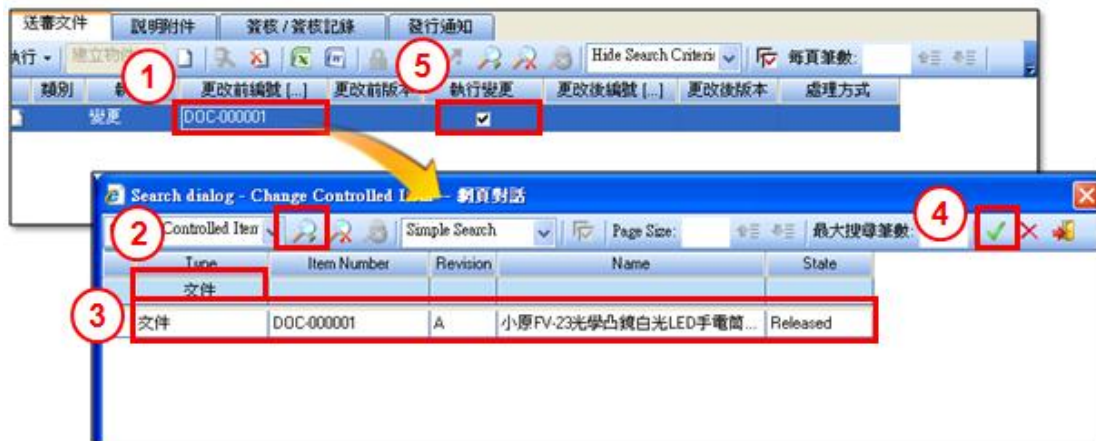 送審文件 說明附件 簽核 / 簽核記錄 發行通知
執行 建立物件 Hide Search Criteria 每頁筆數:
類別 更改前編號 [...] 更改前版本 執行變更 更改後編號 [...] 更改後版本 處理方式
變更 DOC-000001
1
5
Search dialog - Change Controlled 網頁對話
2
4
Controlled Item Simple Search Page Size: 最大搜尋筆數:
Type Item Number Revision Name State
文件
3
文件 DOC-000001 A 小原FV-23光學凸鏡白光LED手電筒... Released